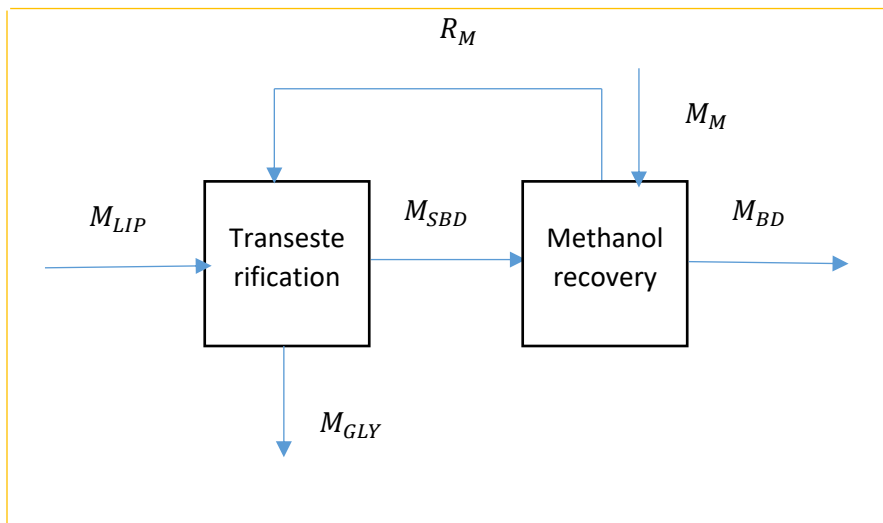 R_M
M_M
M_LIP
Transeste
rification
M_SBD
Methanol
recovery
M_BD
M_GLY